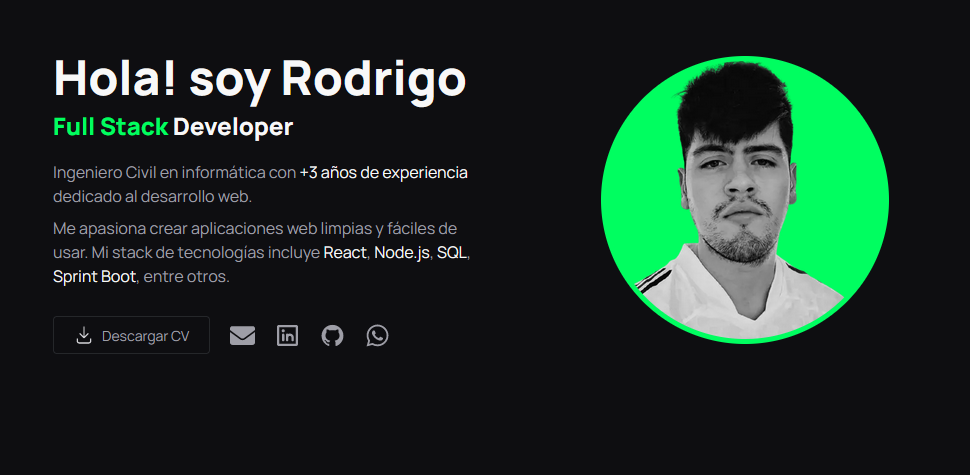 Hola! soy Rodrigo
Full Stack Developer
Ingeniero Civil en informática con +3 años de experiencia
dedicado al desarrollo web.
Me apasiona crear aplicaciones web limpias y fáciles de
usar. Mi stack de tecnologías incluye React, Node.js, SQL,
Sprint Boot, entre otros.
Descargar CV